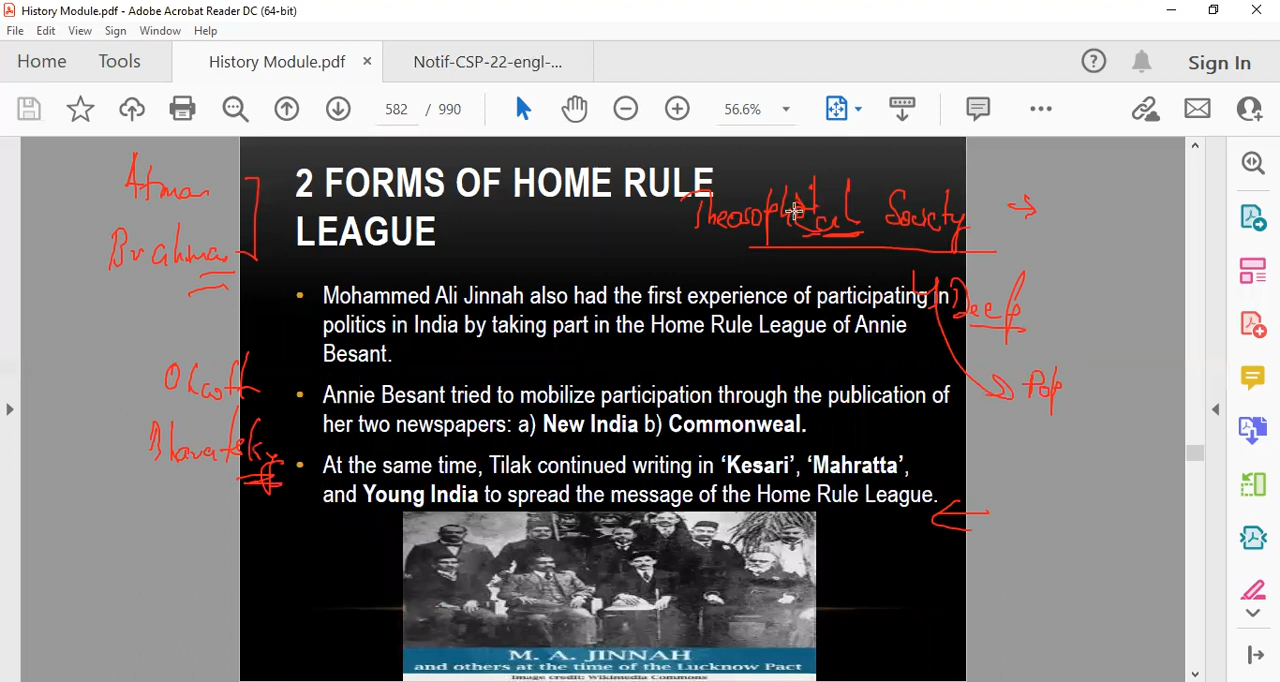 History Module.pdf - Adobe Acrobat Reader DC (64-bit)
File Edit View Sign Window Help
Home Tools History Module.pdf × Notif-CSP-22-engl-... Sign In
582 / 990 56.6%
Atman
Brahma
2 FORMS OF HOME RULE
LEAGUE
Society
• Mohammed Ali Jinnah also had the first experience of participating in
politics in India by taking part in the Home Rule League of Annie
Besant.
Deep
• Annie Besant tried to mobilize participation through the publication of
her two newspapers: a) New India b) Commonweal.
Olcott
• At the same time, Tilak continued writing in ‘Kesari’, ‘Mahratta’,
and Young India to spread the message of the Home Rule League.
M. A. JINNAH
and others at the time of the Lucknow Pact
Image credit: Wikimedia Commons